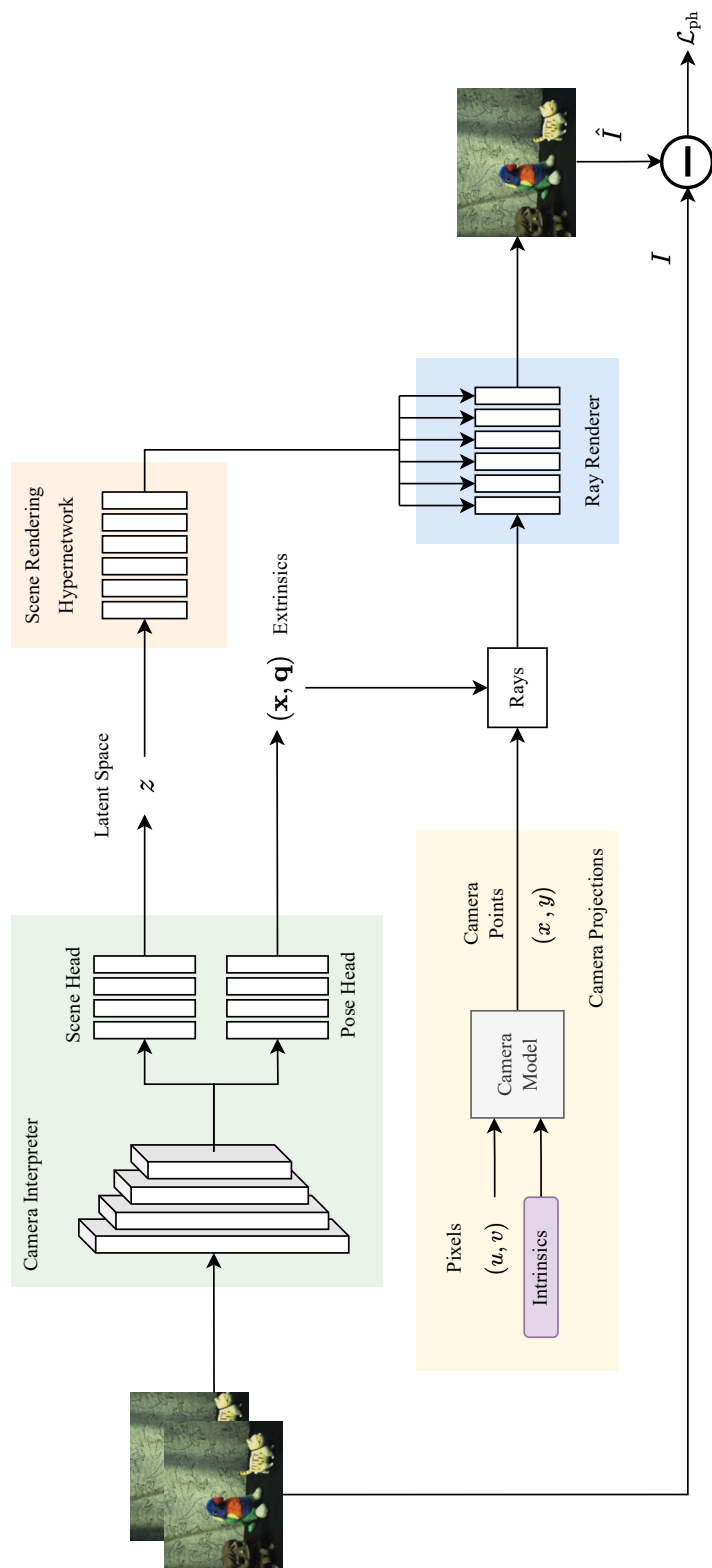 Camera Interpreter
Scene Head
Pose Head
Latent Space
z
Scene Rendering
Hypernetwork
(x, q) Extrinsics
Pixels
(u, v)
Intrinsics
Camera
Model
Camera
Points
(x, y)
Camera Projections
Rays
Ray Renderer
Î
I
ℒph